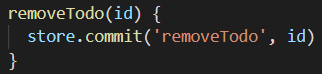 removeTodo(id) {
  store.commit('removeTodo', id)
}